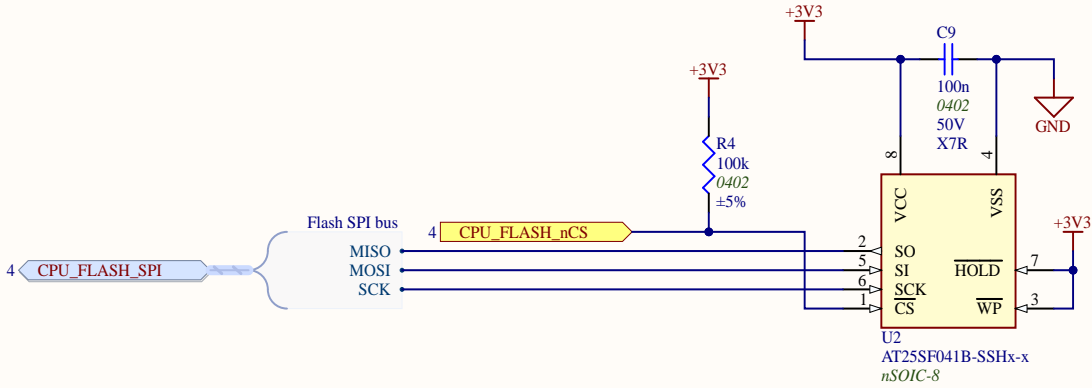 +3V3
C9
100n
0402
50V
X7R
GND
+3V3
R4
100k
0402
±5%
8
4
VCC
VSS
+3V3
Flash SPI bus
4
CPU_FLASH_nCS
MISO
MOSI
SCK
4
CPU_FLASH_SPI
2
SO
5
SI
6
SCK
1
CS
HOLD
7
WP
3
U2
AT25SF041B-SSHx-x
nSOIC-8